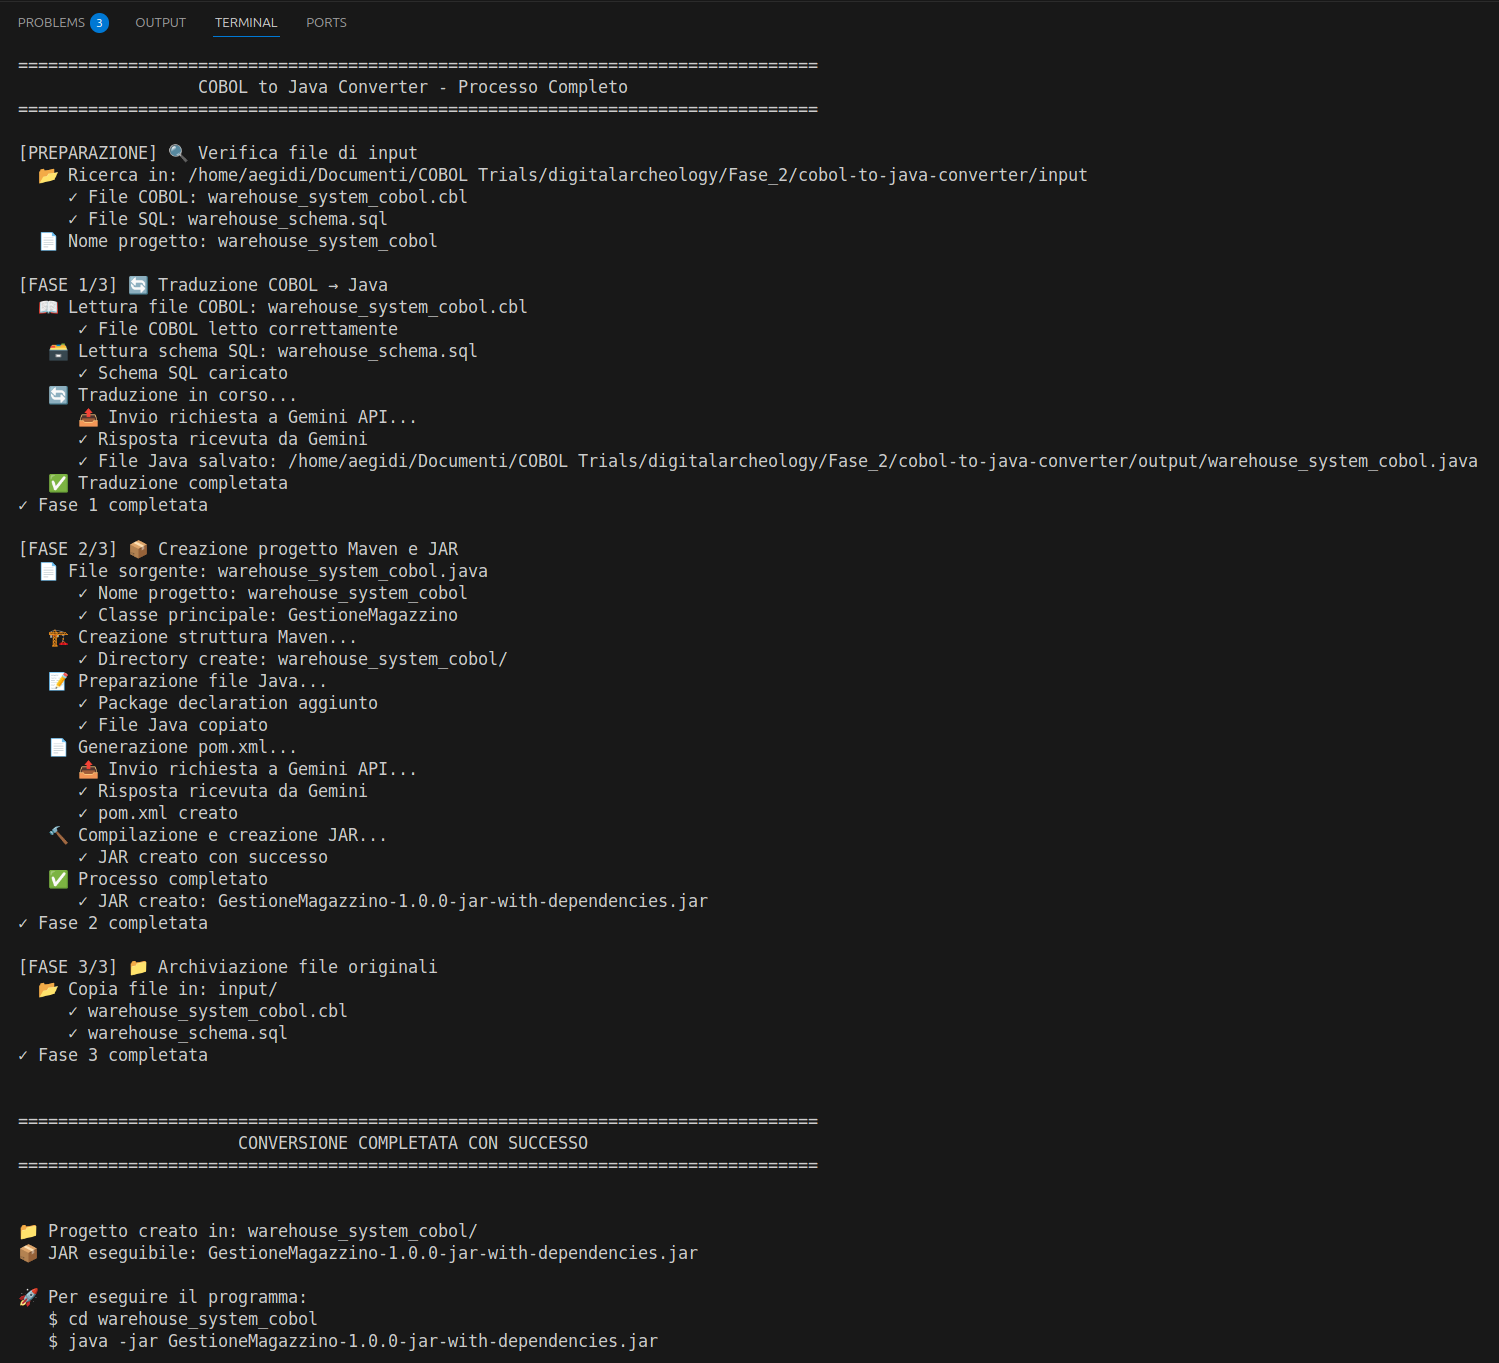 PROBLEMS 3 OUTPUT TERMINAL PORTS
================================================================================
COBOL to Java Converter - Processo Completo
================================================================================
[PREPARAZIONE] 🔍 Verifica file di input
📂 Ricerca in: /home/aegidi/Documenti/COBOL Trials/digitalarcheology/Fase_2/cobol-to-java-converter/input
✓ File COBOL: warehouse_system_cobol.cbl
✓ File SQL: warehouse_schema.sql
📄 Nome progetto: warehouse_system_cobol
[FASE 1/3] 🔄 Traduzione COBOL → Java
📖 Lettura file COBOL: warehouse_system_cobol.cbl
✓ File COBOL letto correttamente
🗃️ Lettura schema SQL: warehouse_schema.sql
✓ Schema SQL caricato
🔄 Traduzione in corso...
📤 Invio richiesta a Gemini API...
✓ Risposta ricevuta da Gemini
✓ File Java salvato: /home/aegidi/Documenti/COBOL Trials/digitalarcheology/Fase_2/cobol-to-java-converter/output/warehouse_system_cobol.java
✅ Traduzione completata
✓ Fase 1 completata
[FASE 2/3] 📦 Creazione progetto Maven e JAR
📄 File sorgente: warehouse_system_cobol.java
✓ Nome progetto: warehouse_system_cobol
✓ Classe principale: GestioneMagazzino
🏗️ Creazione struttura Maven...
✓ Directory create: warehouse_system_cobol/
📝 Preparazione file Java...
✓ Package declaration aggiunto
✓ File Java copiato
📄 Generazione pom.xml...
📤 Invio richiesta a Gemini API...
✓ Risposta ricevuta da Gemini
✓ pom.xml creato
🔨 Compilazione e creazione JAR...
✓ JAR creato con successo
✅ Processo completato
✓ JAR creato: GestioneMagazzino-1.0.0-jar-with-dependencies.jar
✓ Fase 2 completata
[FASE 3/3] 📁 Archiviazione file originali
📂 Copia file in: input/
✓ warehouse_system_cobol.cbl
✓ warehouse_schema.sql
✓ Fase 3 completata
================================================================================
CONVERSIONE COMPLETATA CON SUCCESSO
================================================================================
📁 Progetto creato in: warehouse_system_cobol/
📦 JAR eseguibile: GestioneMagazzino-1.0.0-jar-with-dependencies.jar
🚀 Per eseguire il programma:
$ cd warehouse_system_cobol
$ java -jar GestioneMagazzino-1.0.0-jar-with-dependencies.jar